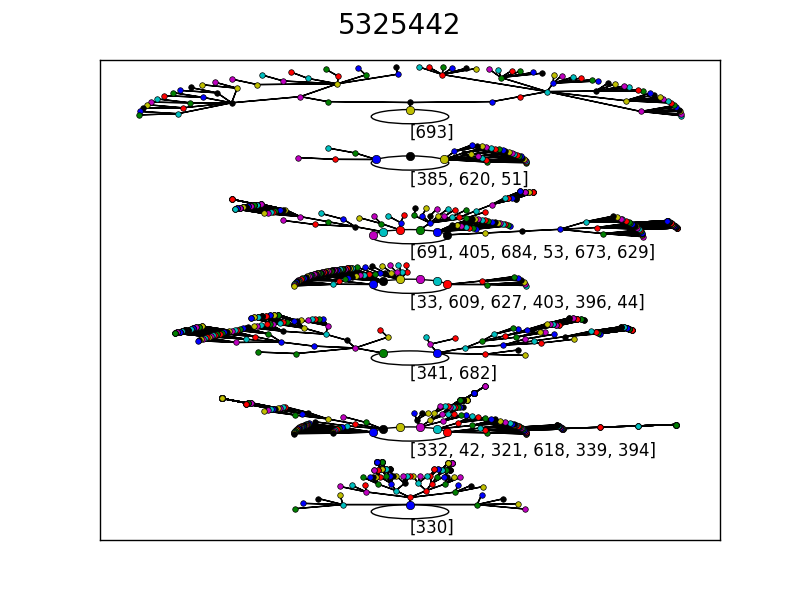 5325442
[693]
[385, 620, 51]
[691, 405, 684, 53, 673, 629]
[33, 609, 627, 403, 396, 44]
[341, 682]
[332, 42, 321, 618, 339, 394]
[330]